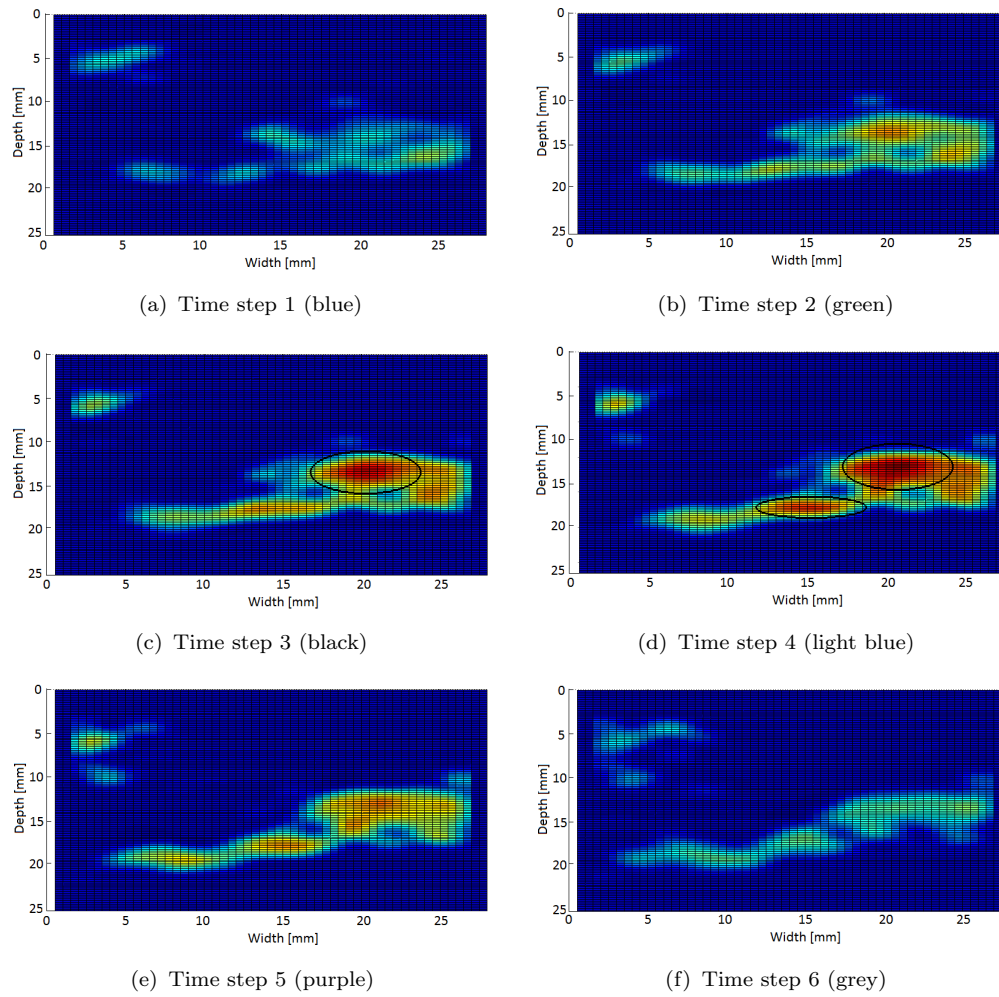 0
5
10
15
20
25
Depth [mm]
0 5 10 15 20 25
Width [mm]
(a) Time step 1 (blue)
0
5
10
15
20
25
Depth [mm]
0 5 10 15 20 25
Width [mm]
(b) Time step 2 (green)
0
5
10
15
20
25
Depth [mm]
0 5 10 15 20 25
Width [mm]
(c) Time step 3 (black)
0
5
10
15
20
25
Depth [mm]
0 5 10 15 20 25
Width [mm]
(d) Time step 4 (light blue)
0
5
10
15
20
25
Depth [mm]
0 5 10 15 20 25
Width [mm]
(e) Time step 5 (purple)
0
5
10
15
20
25
Depth [mm]
0 5 10 15 20 25
Width [mm]
(f) Time step 6 (grey)